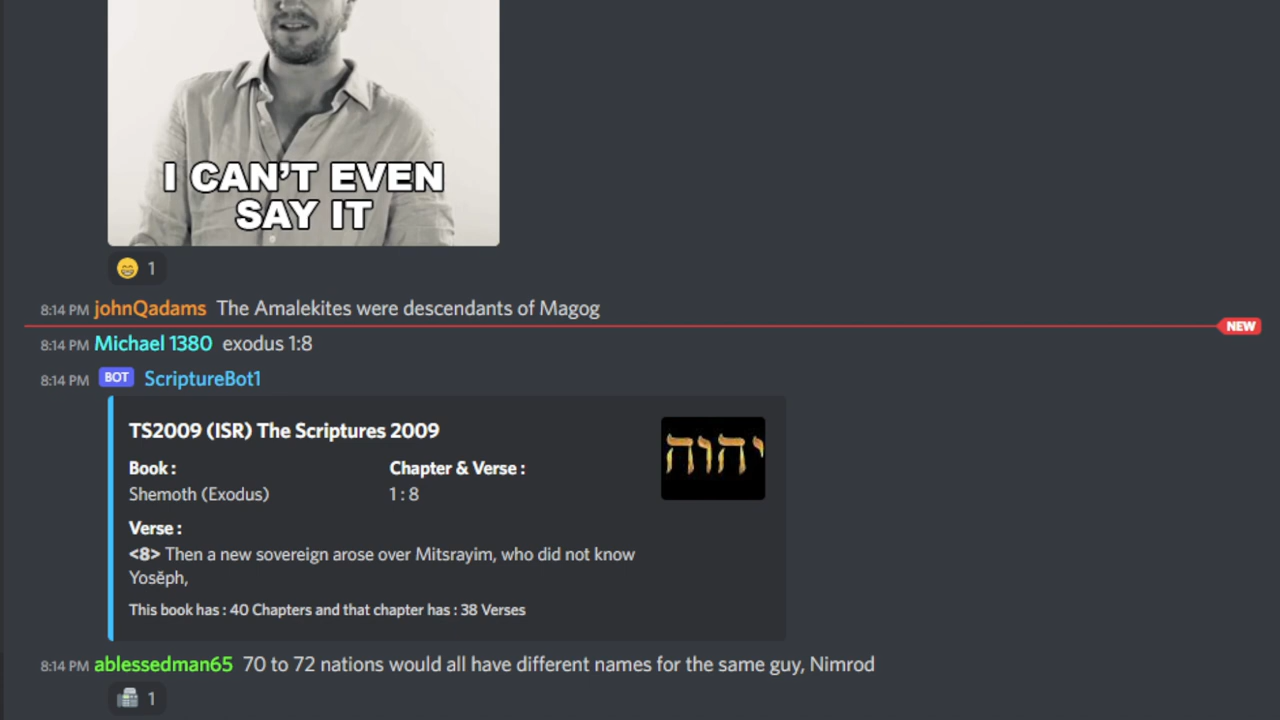 I CAN'T EVEN
SAY IT
1
8:14 PM johnQadams The Amalekites were descendants of Magog
NEW
8:14 PM Michael 1380 exodus 1:8
8:14 PM BOT ScriptureBot1
TS2009 (ISR) The Scriptures 2009
יהוה
Book : Chapter & Verse :
Shemoth (Exodus) 1 : 8
Verse :
<8> Then a new sovereign arose over Mitsrayim, who did not know
Yosĕph,
This book has : 40 Chapters and that chapter has : 38 Verses
8:14 PM ablessedman65 70 to 72 nations would all have different names for the same guy, Nimrod
1